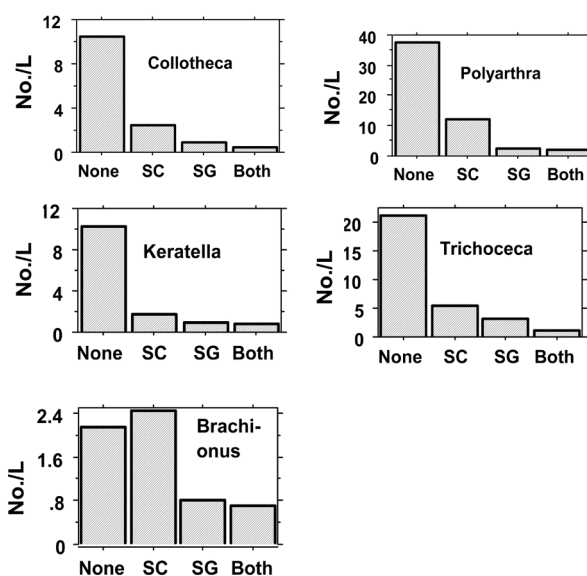 12
8
4
0
No./L
Collotheca
None SC SG Both
40
30
20
10
0
No./L
Polyarthra
None SC SG Both
12
8
4
0
No./L
Keratella
None SC SG Both
20
15
10
5
0
No./L
Trichoceca
None SC SG Both
2.4
1.6
.8
0
No./L
Brachi-
onus
None SC SG Both